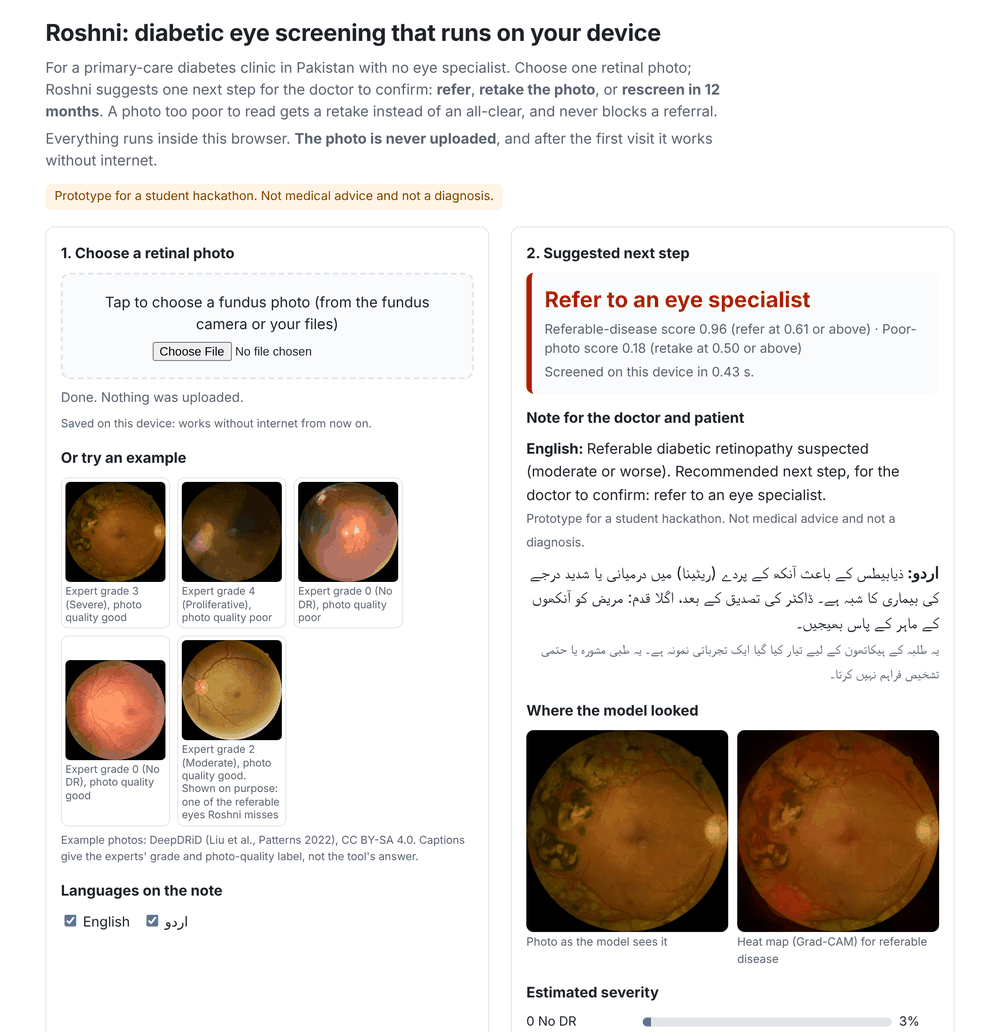 Roshni: diabetic eye screening that runs on your device
For a primary-care diabetes clinic in Pakistan with no eye specialist. Choose one retinal photo;
Roshni suggests one next step for the doctor to confirm: refer, retake the photo, or rescreen in 12
months. A photo too poor to read gets a retake instead of an all-clear, and never blocks a referral.
Everything runs inside this browser. The photo is never uploaded, and after the first visit it works
without internet.
Prototype for a student hackathon. Not medical advice and not a diagnosis.
1. Choose a retinal photo
Tap to choose a fundus photo (from the fundus
camera or your files)
Choose File No file chosen
Done. Nothing was uploaded.
Saved on this device: works without internet from now on.
Or try an example
Expert grade 3
(Severe), photo
quality good
Expert grade 4
(Proliferative),
photo quality poor
Expert grade 0 (No
DR), photo quality
poor
Expert grade 0 (No
DR), photo quality
good
Expert grade 2
(Moderate), photo
quality good.
Shown on purpose:
one of the referable
eyes Roshni misses
Example photos: DeepDRiD (Liu et al., Patterns 2022), CC BY-SA 4.0. Captions
give the experts' grade and photo-quality label, not the tool's answer.
Languages on the note
English اردو
2. Suggested next step
Refer to an eye specialist
Referable-disease score 0.96 (refer at 0.61 or above) · Poor-
photo score 0.18 (retake at 0.50 or above)
Screened on this device in 0.43 s.
Note for the doctor and patient
English: Referable diabetic retinopathy suspected
(moderate or worse). Recommended next step, for the
doctor to confirm: refer to an eye specialist.
Prototype for a student hackathon. Not medical advice and not a
diagnosis.
اردو: ذیابیطس کے باعث آنکھ کے پردے (ریٹینا) میں درمیانی یا شدید درجے
کی بیماری کا شبہ ہے۔ ڈاکٹر کی تصدیق کے بعد، اگلا قدم: مریض کو آنکھوں
کے ماہر کے پاس بھیجیں۔
یہ طلبہ کے ہیکاتھون کے لیے تیار کیا گیا ایک تجرباتی نمونہ ہے۔ یہ طبی مشورہ یا حتمی
تشخیص فراہم نہیں کرتا۔
Where the model looked
Photo as the model sees it
Heat map (Grad-CAM) for referable
disease
Estimated severity
0 No DR 3%